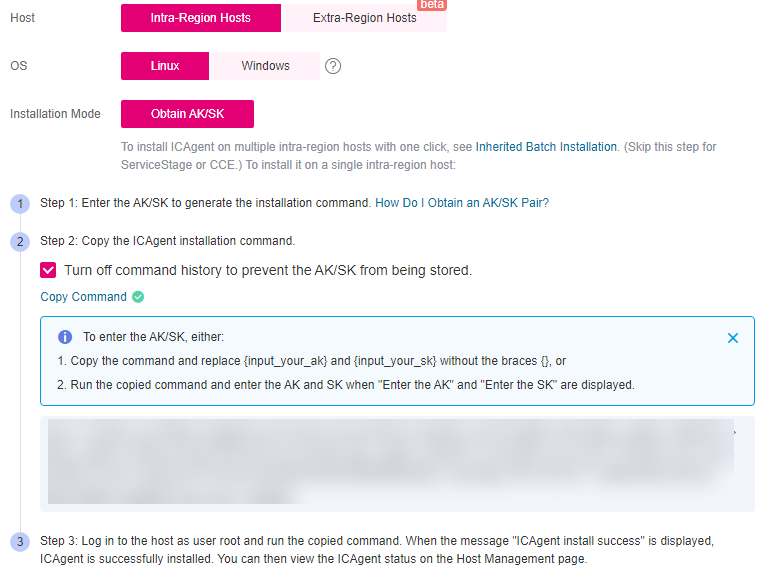 beta
Host Intra-Region Hosts Extra-Region Hosts
OS Linux Windows ?
Installation Mode Obtain AK/SK
To install ICAgent on multiple intra-region hosts with one click, see Inherited Batch Installation. (Skip this step for
ServiceStage or CCE.) To install it on a single intra-region host:
1 Step 1: Enter the AK/SK to generate the installation command. How Do I Obtain an AK/SK Pair?
2 Step 2: Copy the ICAgent installation command.
Turn off command history to prevent the AK/SK from being stored.
Copy Command
To enter the AK/SK, either:
1. Copy the command and replace {input_your_ak} and {input_your_sk} without the braces {}, or
2. Run the copied command and enter the AK and SK when "Enter the AK" and "Enter the SK" are displayed.
3 Step 3: Log in to the host as user root and run the copied command. When the message "ICAgent install success" is displayed,
ICAgent is successfully installed. You can then view the ICAgent status on the Host Management page.